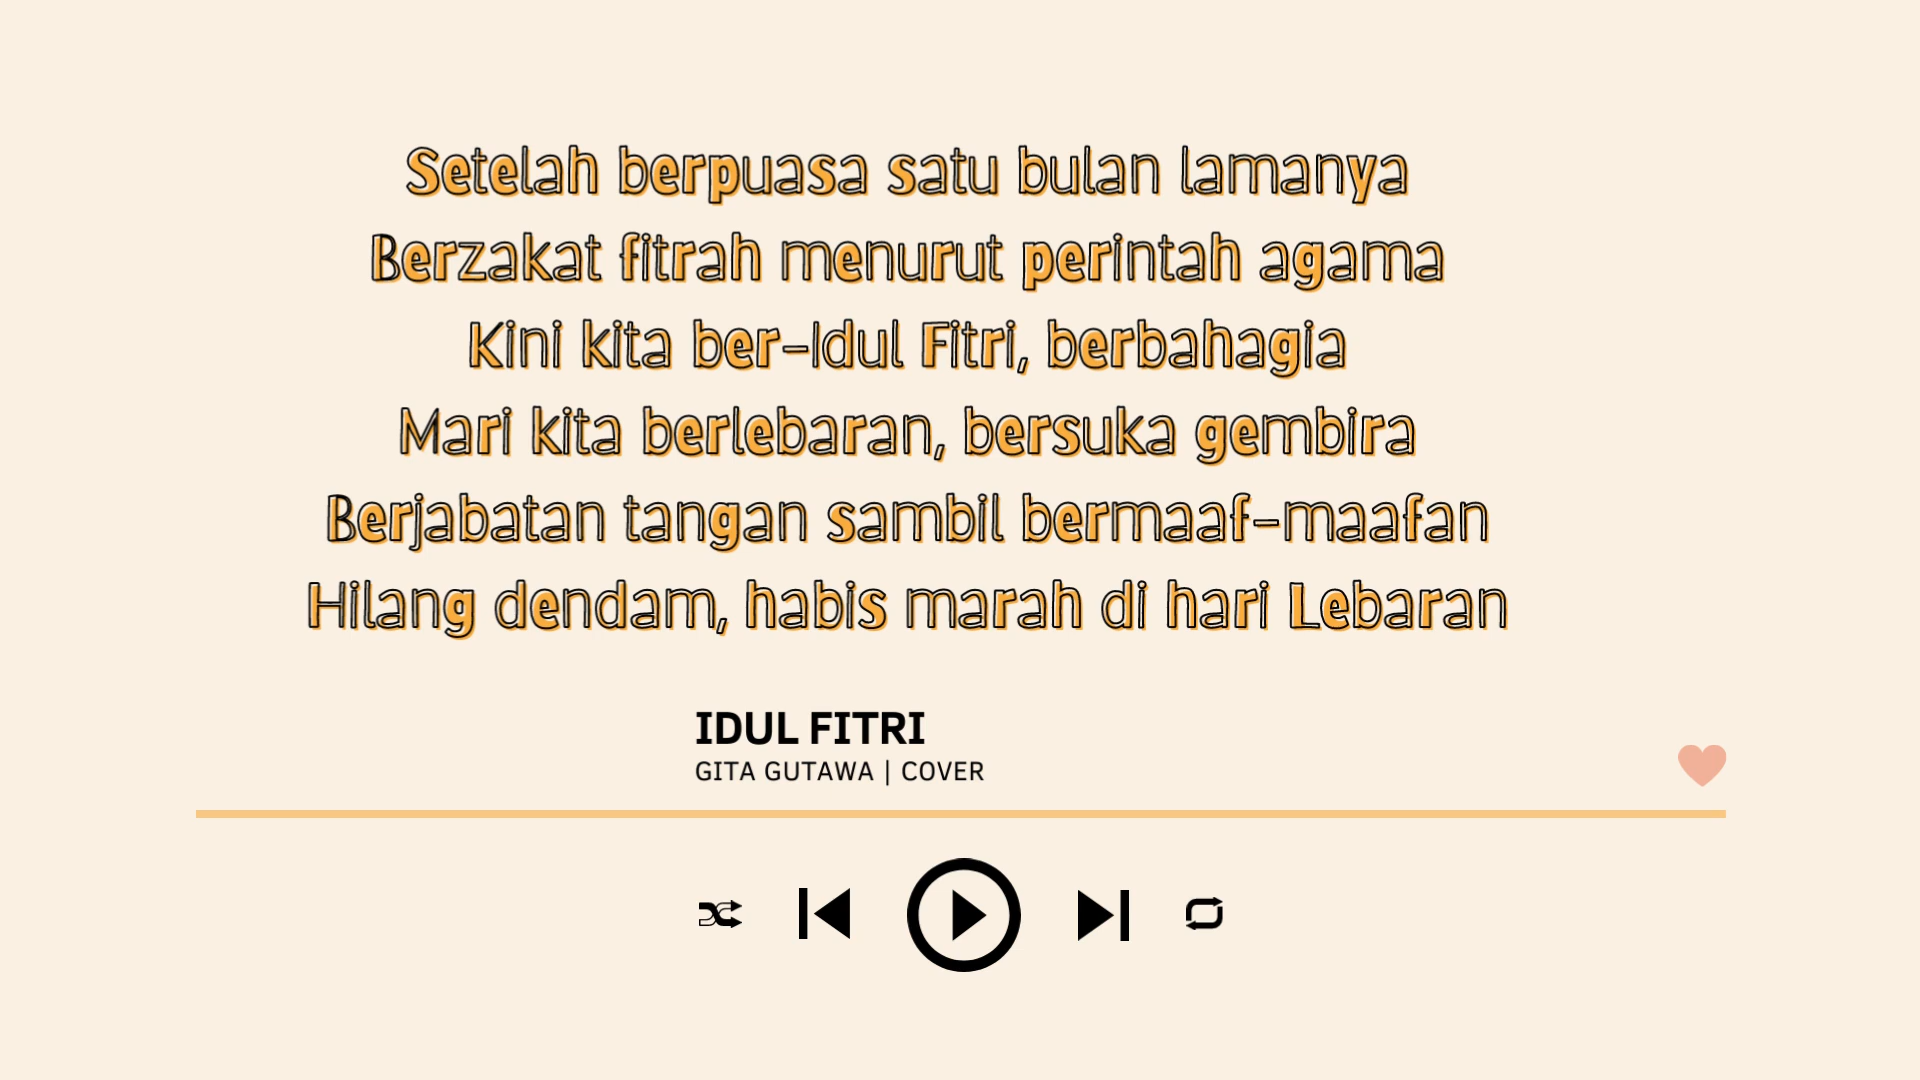 Setelah berpuasa satu bulan lamanya
Berzakat fitrah menurut perintah agama
Kini kita ber-Idul Fitri, berbahagia
Mari kita berlebaran, bersuka gembira
Berjabatan tangan sambil bermaaf-maafan
Hilang dendam, habis marah di hari Lebaran
IDUL FITRI
GITA GUTAWA | COVER